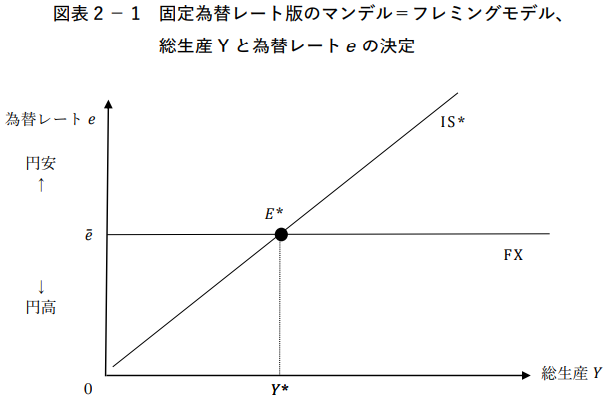 図表2－1　固定為替レート版のマンデル＝フレミングモデル、
総生産Yと為替レートeの決定
為替レート e
IS*
円安
↑
E*
ē
FX
↓
円高
総生産 Y
0
Y*